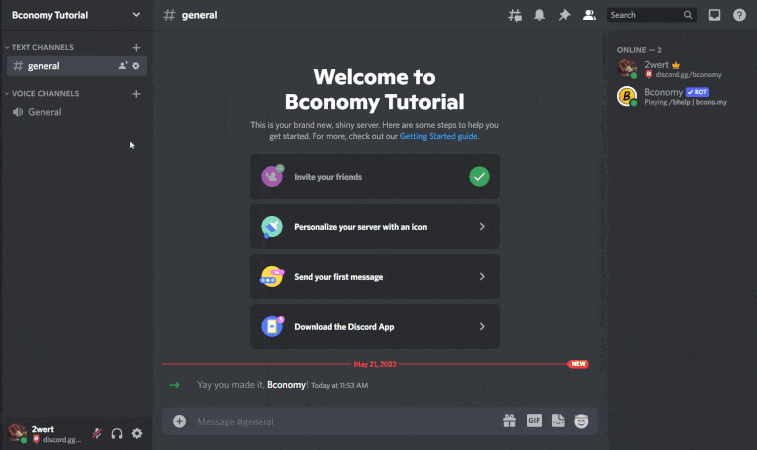 Bconomy Tutorial
general
Search
TEXT CHANNELS
general
VOICE CHANNELS
General
Welcome to
Bconomy Tutorial
This is your brand new, shiny server. Here are some steps to help you
get started. For more, check out our Getting Started guide.
Invite your friends
Personalize your server with an icon
Send your first message
Download the Discord App
May 21, 2022
NEW
Yay you made it, Bconomy! Today at 11:53 AM
Message #general
GIF
2wert
discord.gg...
ONLINE — 2
2wert
discord.gg/bconomy
Bconomy BOT
Playing /bhelp | bcono.my